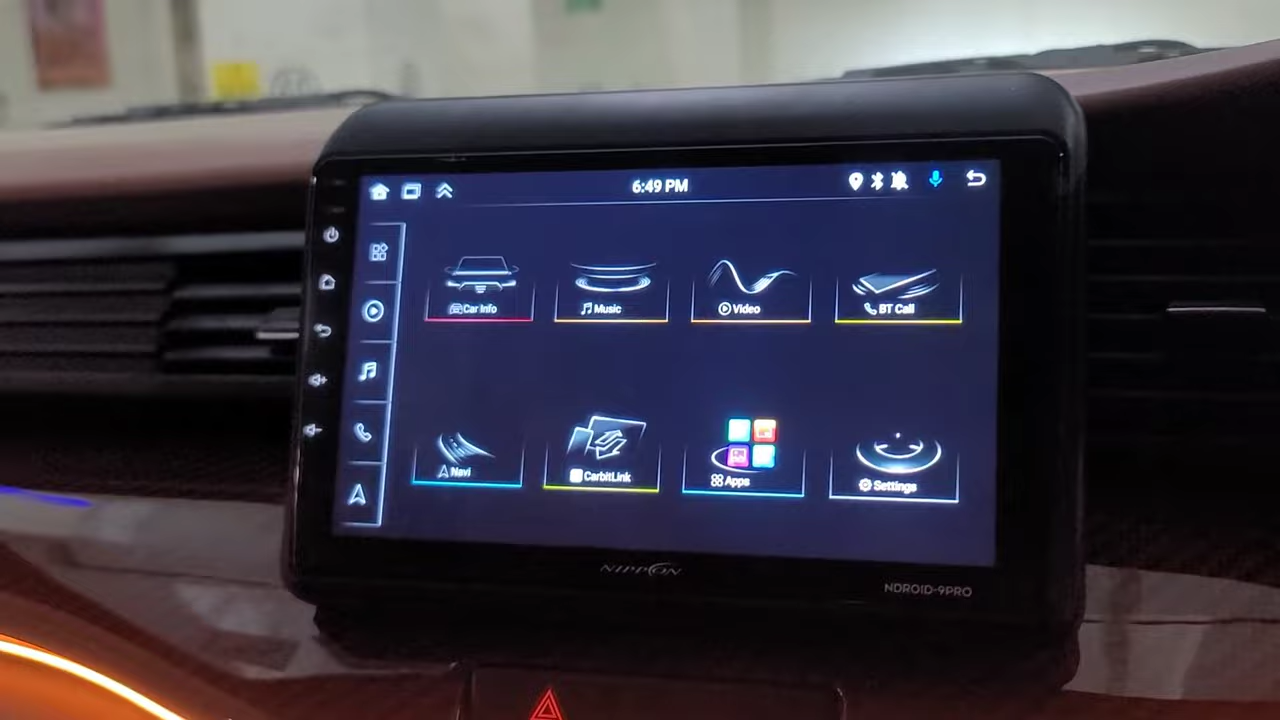 6:49 PM
Car Info
Music
Video
BT Call
Navi
CarbitLink
Apps
Settings
NIPPON
NDROID-9PRO